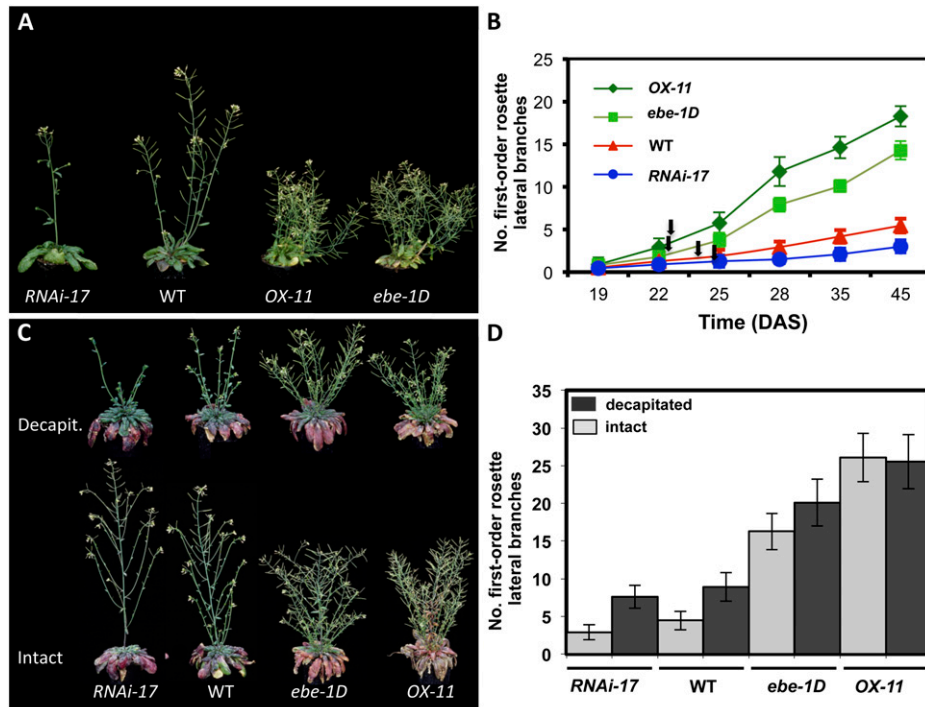 A
RNAi-17 WT OX-11 ebe-1D
B
No. first-order rosette
lateral branches
25
20
15
10
5
0
OX-11
ebe-1D
WT
RNAi-17
19 22 25 28 35 45
Time (DAS)
C
Decapit.
Intact
RNAi-17 WT ebe-1D OX-11
D
No. first-order rosette
lateral branches
35
30
25
20
15
10
5
0
decapitated
intact
RNAi-17 WT ebe-1D OX-11